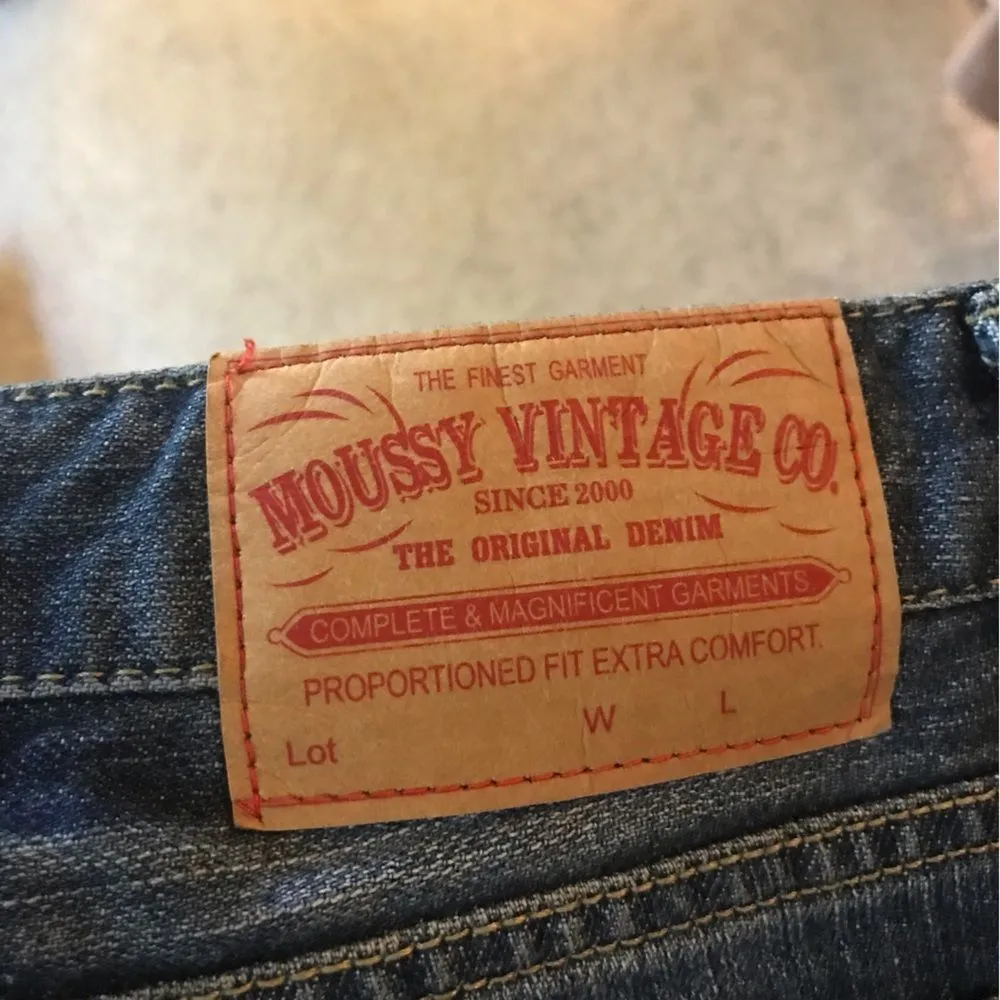 THE FINEST GARMENT
MOUSSY VINTAGE CO.
SINCE 2000
THE ORIGINAL DENIM
COMPLETE & MAGNIFICENT GARMENTS
PROPORTIONED FIT EXTRA COMFORT.
Lot W L